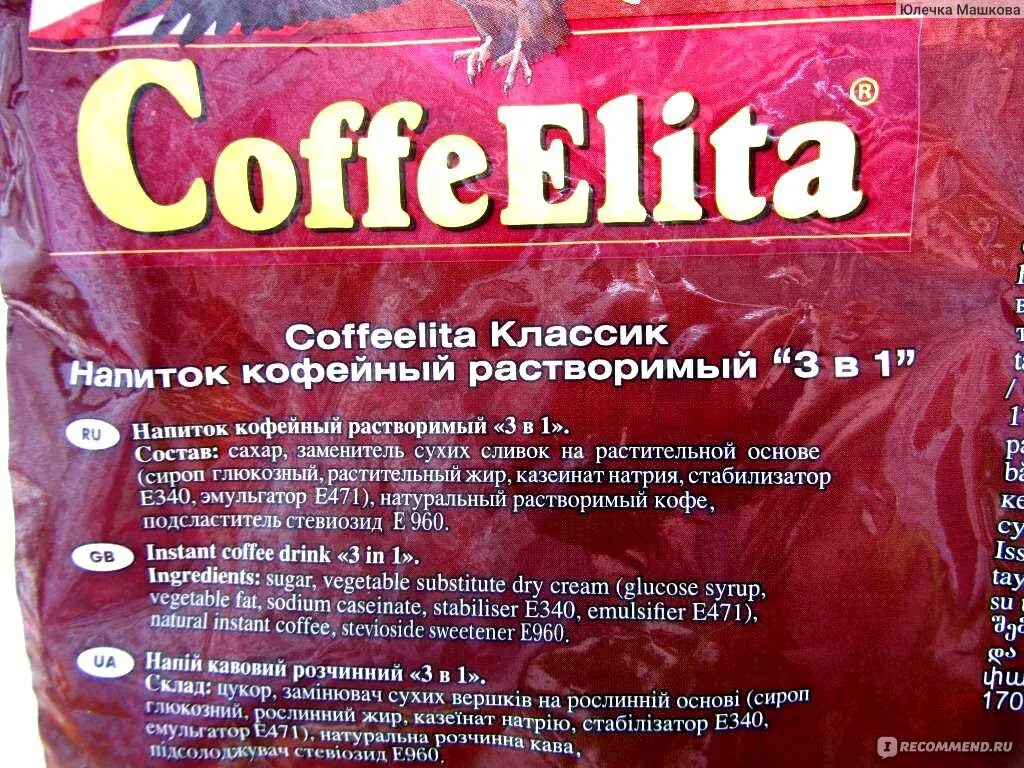 Юлечка Машкова
CoffeElita®
Coffeelita Классик
Напиток кофейный растворимый “3 в 1”
RU Напиток кофейный растворимый «3 в 1».
Состав: сахар, заменитель сухих сливок на растительной основе
(сироп глюкозный, растительный жир, казеинат натрия, стабилизатор
Е340, эмульгатор Е471), натуральный растворимый кофе,
подсластитель стевиозид Е 960.
GB Instant coffee drink «3 in 1».
Ingredients: sugar, vegetable substitute dry cream (glucose syrup,
vegetable fat, sodium caseinate, stabiliser E340, emulsifier E471),
natural instant coffee, stevioside sweetener E960.
UA Напій кавовий розчинний «3 в 1».
Склад: цукор, замінювач сухих вершків на рослинній основі (сироп
глюкозний, рослинний жир, казеїнат натрію, стабілізатор Е340,
емульгатор Е471), натуральна розчинна кава,
підсолоджувач стевіозид Е960.
170
IRECOMMEND.RU